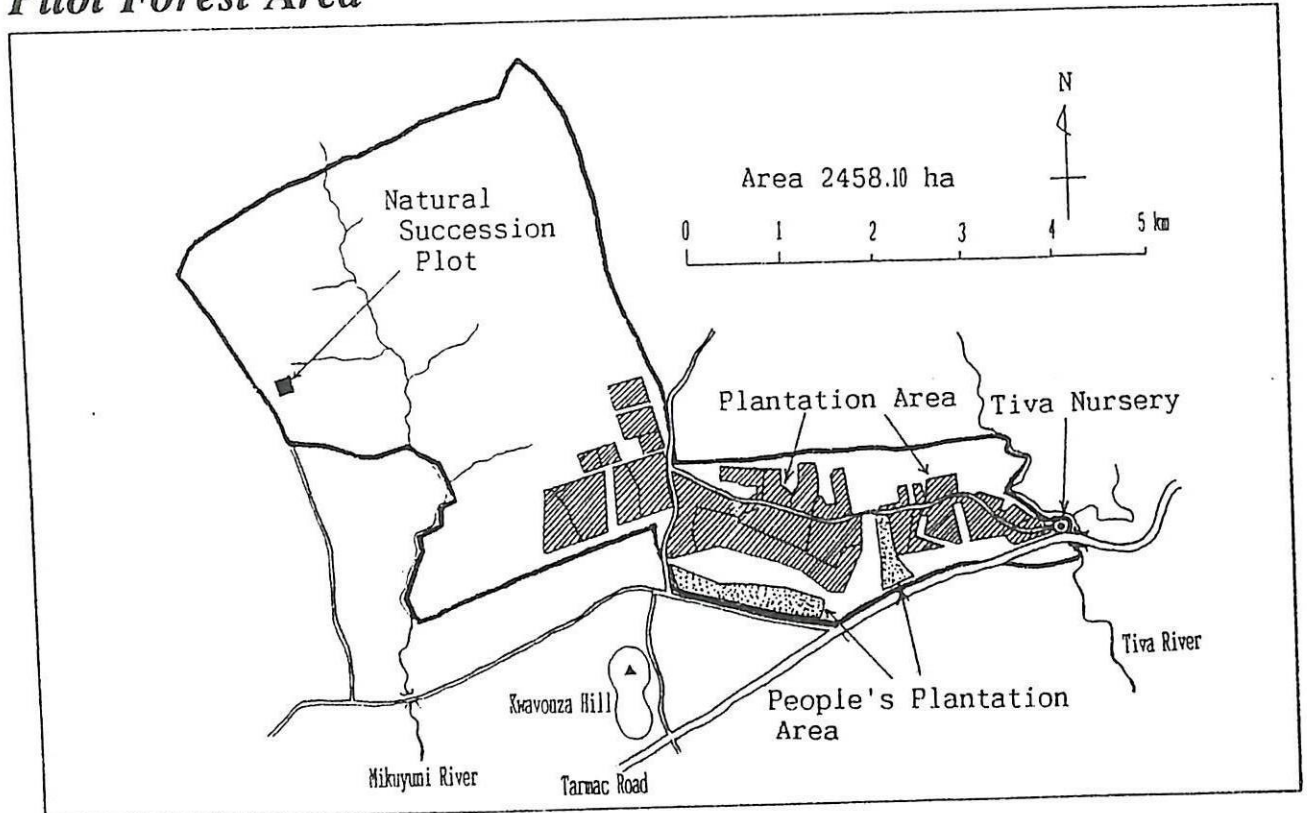 Pilot Forest Area
N
Area 2458.10 ha
0 1 2 3 4 5 km
Natural
Succession
Plot
Plantation Area
Tiva Nursery
Tiva River
People's Plantation
Area
Kwavouza Hill
Mikuyuni River
Tarmac Road